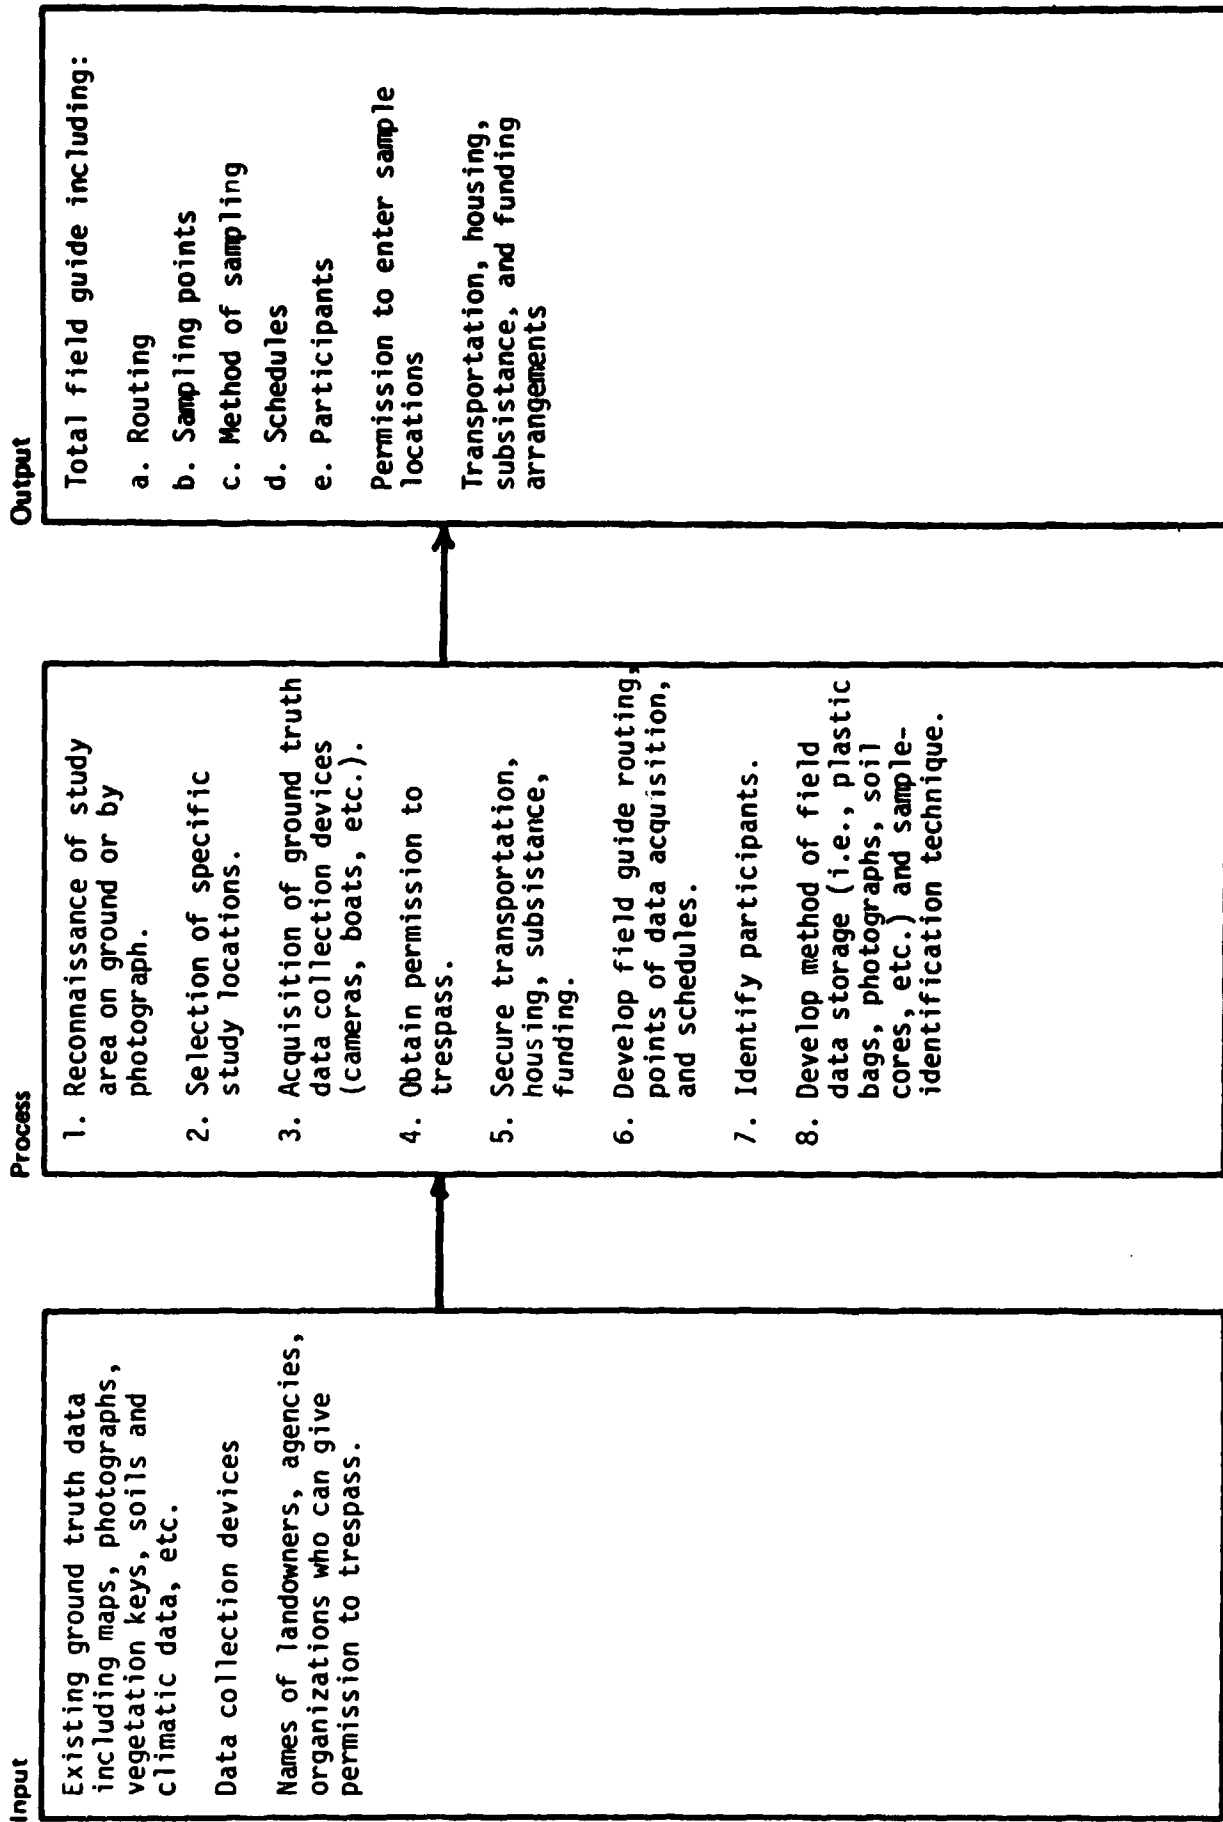 Input
Existing ground truth data
including maps, photographs,
vegetation keys, soils and
climatic data, etc.
Data collection devices
Names of landowners, agencies,
organizations who can give
permission to trespass.
Process
1. Reconnaissance of study
area on ground or by
photograph.
2. Selection of specific
study locations.
3. Acquisition of ground truth
data collection devices
(cameras, boats, etc.).
4. Obtain permission to
trespass.
5. Secure transportation,
housing, subsistance,
funding.
6. Develop field guide routing,
points of data acquisition,
and schedules.
7. Identify participants.
8. Develop method of field
data storage (i.e., plastic
bags, photographs, soil
cores, etc.) and sample-
identification technique.
Output
Total field guide including:
a. Routing
b. Sampling points
c. Method of sampling
d. Schedules
e. Participants
Permission to enter sample
locations
Transportation, housing,
subsistance, and funding
arrangements